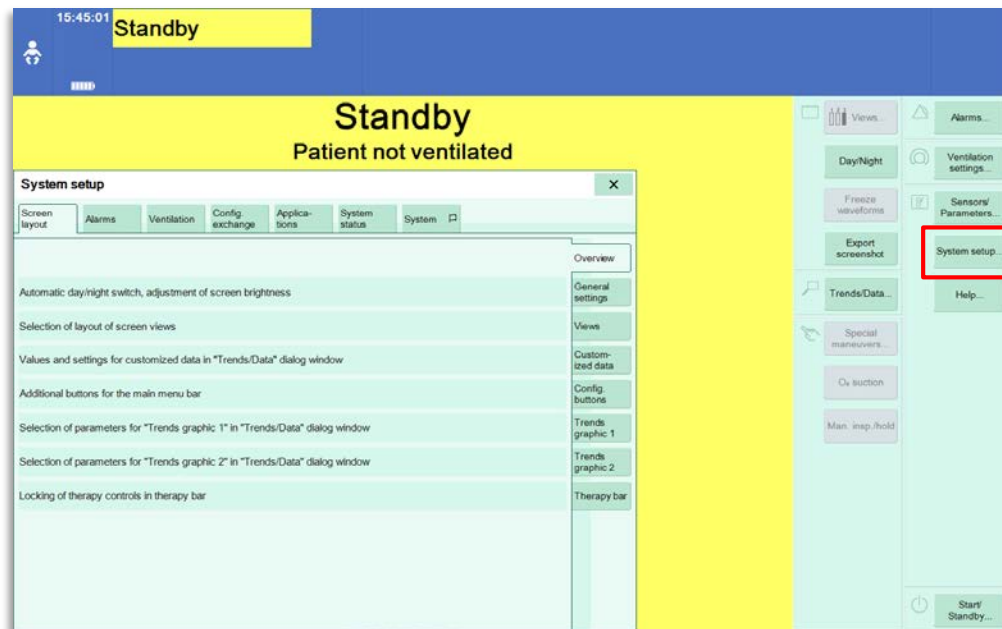 15:45:01
Standby
Standby
Patient not ventilated
System setup
Screen
layout
Alarms
Ventilation
Config.
exchange
Applica-
tions
System
status
System
Overview
Automatic day/night switch, adjustment of screen brightness
General
settings
Selection of layout of screen views
Views
Values and settings for customized data in "Trends/Data" dialog window
Custom-
ized data
Additional buttons for the main menu bar
Config.
buttons
Selection of parameters for "Trends graphic 1" in "Trends/Data" dialog window
Trends
graphic 1
Selection of parameters for "Trends graphic 2" in "Trends/Data" dialog window
Trends
graphic 2
Locking of therapy controls in therapy bar
Therapy bar
Views...
Day/Night
Freeze
waveforms
Export
screenshot
Trends/Data...
Special
maneuvers...
O₂ suction
Man. insp./hold
Alarms...
Ventilation
settings...
Sensors/
Parameters...
System setup...
Help...
Start/
Standby...